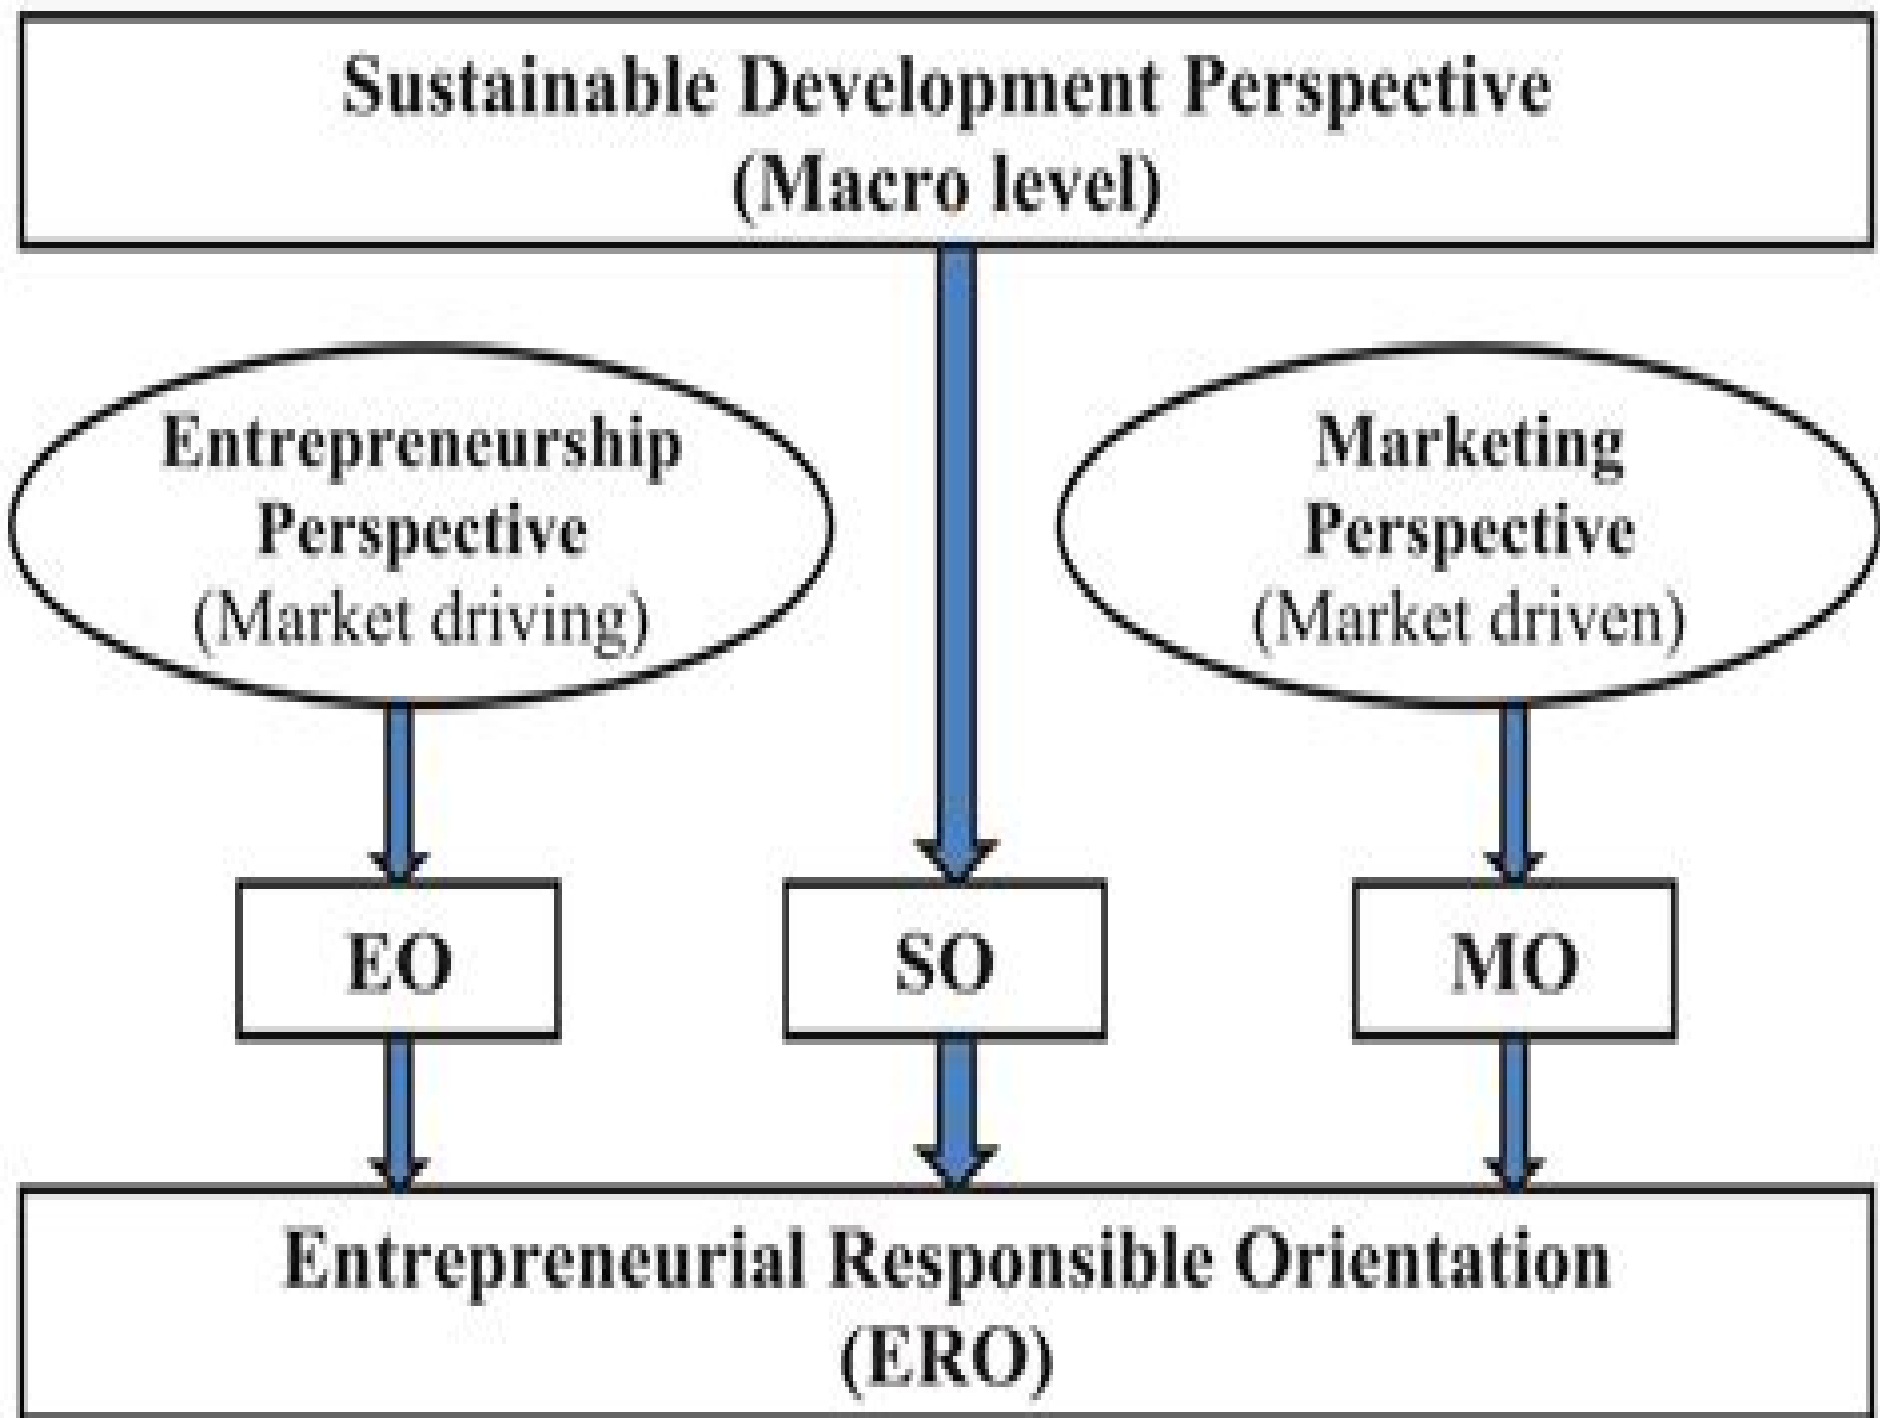 Sustainable Development Perspective
(Macro level)
Entrepreneurship
Perspective
(Market driving)
Marketing
Perspective
(Market driven)
EO
SO
MO
Entrepreneurial Responsible Orientation
(ERO)